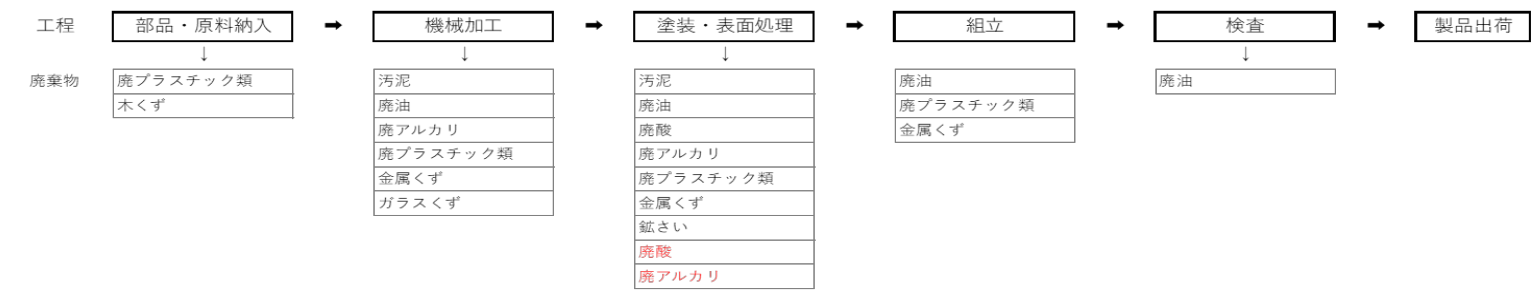 工程 部品・原料納入 ➡ 機械加工 ➡ 塗装・表面処理 ➡ 組立 ➡ 検査 ➡ 製品出荷
↓ ↓ ↓ ↓
廃棄物 廃プラスチック類 汚泥 汚泥 廃油 廃油
木くず 廃油 廃油 廃プラスチック類
廃アルカリ 廃酸 金属くず
廃プラスチック類 廃アルカリ
金属くず 廃プラスチック類
ガラスくず 金属くず
鉱さい
廃酸
廃アルカリ